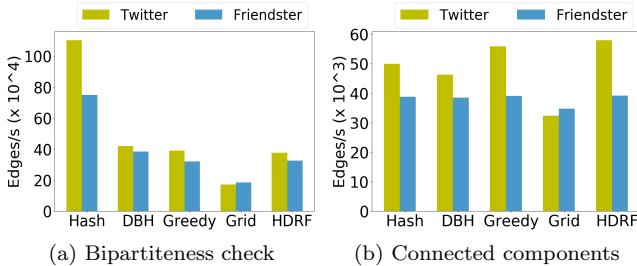 Twitter Friendster
Edges/s (x 10^4)
100
80
60
40
20
0
Hash DBH Greedy Grid HDRF
(a) Bipartiteness check
Twitter Friendster
Edges/s (x 10^3)
60
50
40
30
20
10
0
Hash DBH Greedy Grid HDRF
(b) Connected components